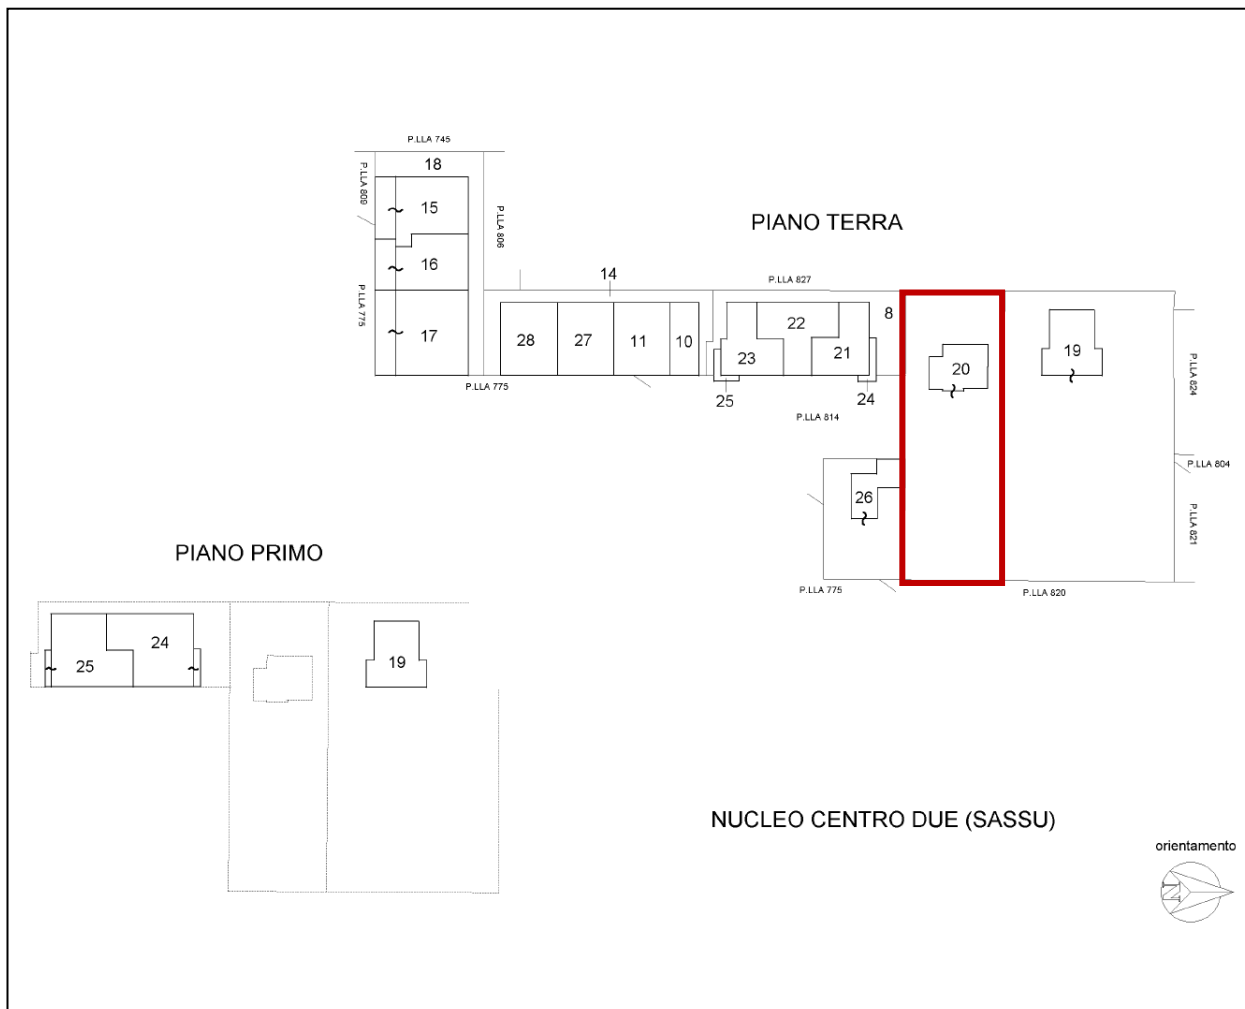 P.LLA 745
P.LLA 809
18
15
P.LLA 806
16
P.LLA 775
17
P.LLA 775
PIANO TERRA
14
P.LLA 827
28
27
11
10
23
22
21
8
25
24
P.LLA 814
20
19
P.LLA 824
P.LLA 804
P.LLA 821
26
P.LLA 775
P.LLA 820
PIANO PRIMO
25
24
19
NUCLEO CENTRO DUE (SASSU)
orientamento
N